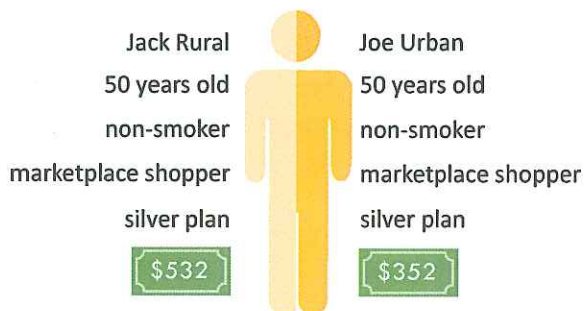 Jack Rural
50 years old
non-smoker
marketplace shopper
silver plan
$532
Joe Urban
50 years old
non-smoker
marketplace shopper
silver plan
$352